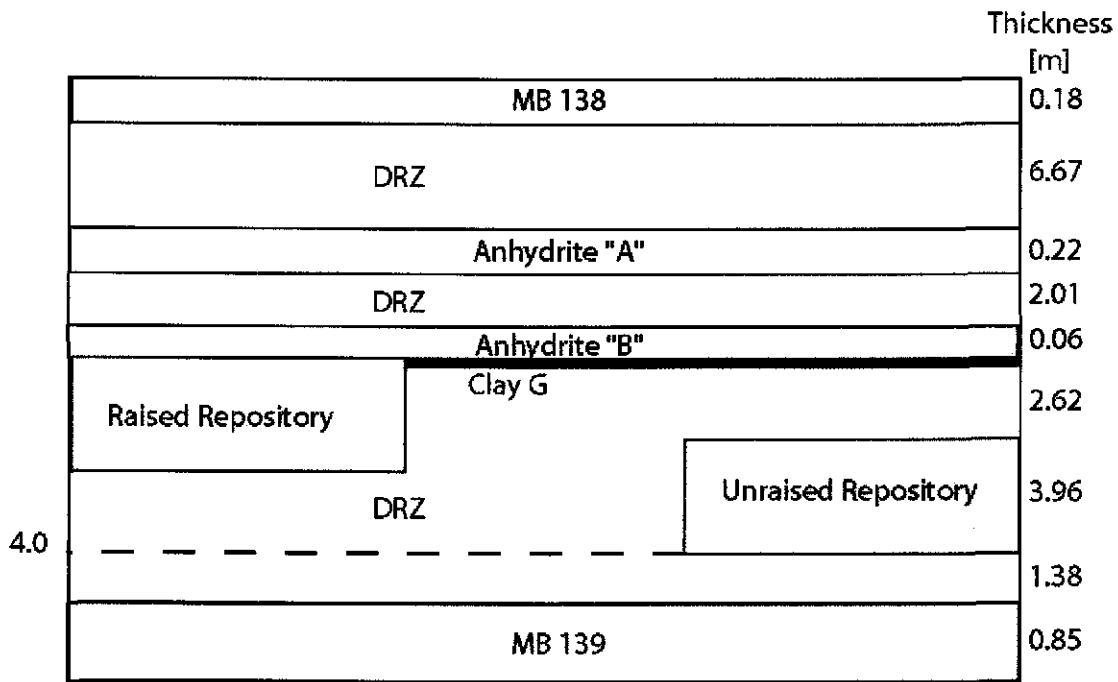 Thickness
[m]
MB 138
0.18
DRZ
6.67
Anhydrite "A"
0.22
DRZ
2.01
Anhydrite "B"
0.06
Clay G
2.62
Raised Repository
Unraised Repository
3.96
DRZ
4.0
1.38
MB 139
0.85